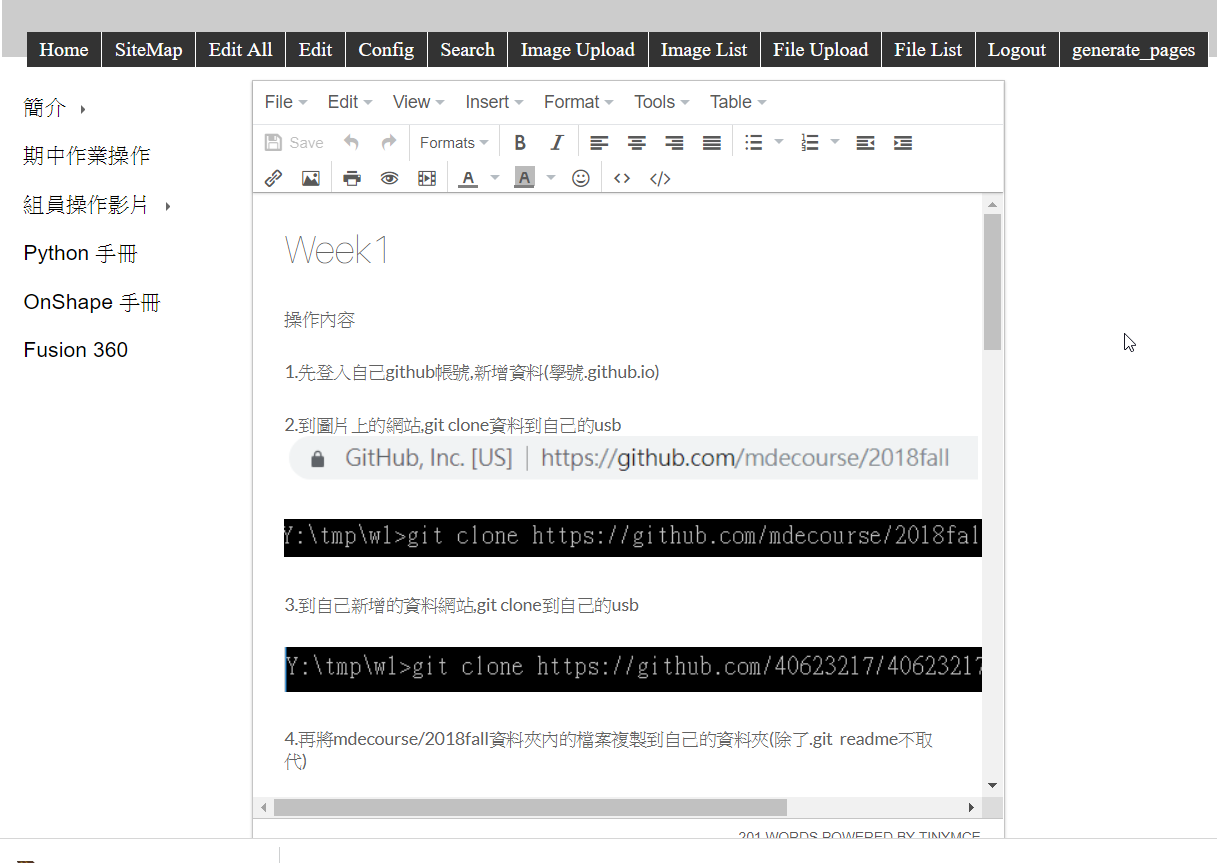 Home SiteMap Edit All Edit Config Search Image Upload Image List File Upload File List Logout generate_pages
簡介
期中作業操作
組員操作影片
Python 手冊
OnShape 手冊
Fusion 360
File Edit View Insert Format Tools Table
Save Formats B I
A A
Week1
操作內容
1.先登入自己github帳號,新增資料(學號.github.io)
2.到圖片上的網站,git clone資料到自己的usb
GitHub, Inc. [US] | https://github.com/mdecourse/2018fall
Y:\tmp\w1>git clone https://github.com/mdecourse/2018fal
3.到自己新增的資料網站,git clone到自己的usb
Y:\tmp\w1>git clone https://github.com/40623217/40623217
4.再將mdecourse/2018fall資料夾內的檔案複製到自己的資料夾(除了.git readme不取
代)
201 WORDS POWERED BY TINYMCE